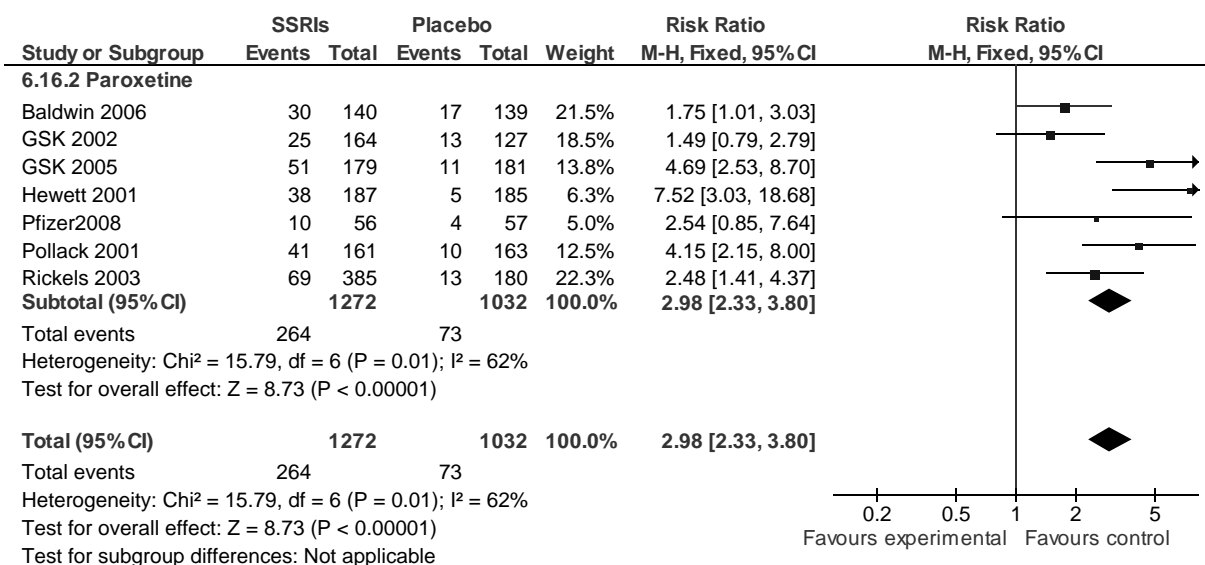 SSRIs Placebo Risk Ratio Risk Ratio
Study or Subgroup Events Total Events Total Weight M-H, Fixed, 95% CI M-H, Fixed, 95% CI
6.16.2 Paroxetine
Baldwin 2006 30 140 17 139 21.5% 1.75 [1.01, 3.03]
GSK 2002 25 164 13 127 18.5% 1.49 [0.79, 2.79]
GSK 2005 51 179 11 181 13.8% 4.69 [2.53, 8.70]
Hewett 2001 38 187 5 185 6.3% 7.52 [3.03, 18.68]
Pfizer2008 10 56 4 57 5.0% 2.54 [0.85, 7.64]
Pollack 2001 41 161 10 163 12.5% 4.15 [2.15, 8.00]
Rickels 2003 69 385 13 180 22.3% 2.48 [1.41, 4.37]
Subtotal (95% CI) 1272 1032 100.0% 2.98 [2.33, 3.80]
Total events 264 73
Heterogeneity: Chi² = 15.79, df = 6 (P = 0.01); I² = 62%
Test for overall effect: Z = 8.73 (P < 0.00001)
Total (95% CI) 1272 1032 100.0% 2.98 [2.33, 3.80]
Total events 264 73
Heterogeneity: Chi² = 15.79, df = 6 (P = 0.01); I² = 62%
Test for overall effect: Z = 8.73 (P < 0.00001)
Test for subgroup differences: Not applicable
0.2 0.5 1 2 5
Favours experimental Favours control